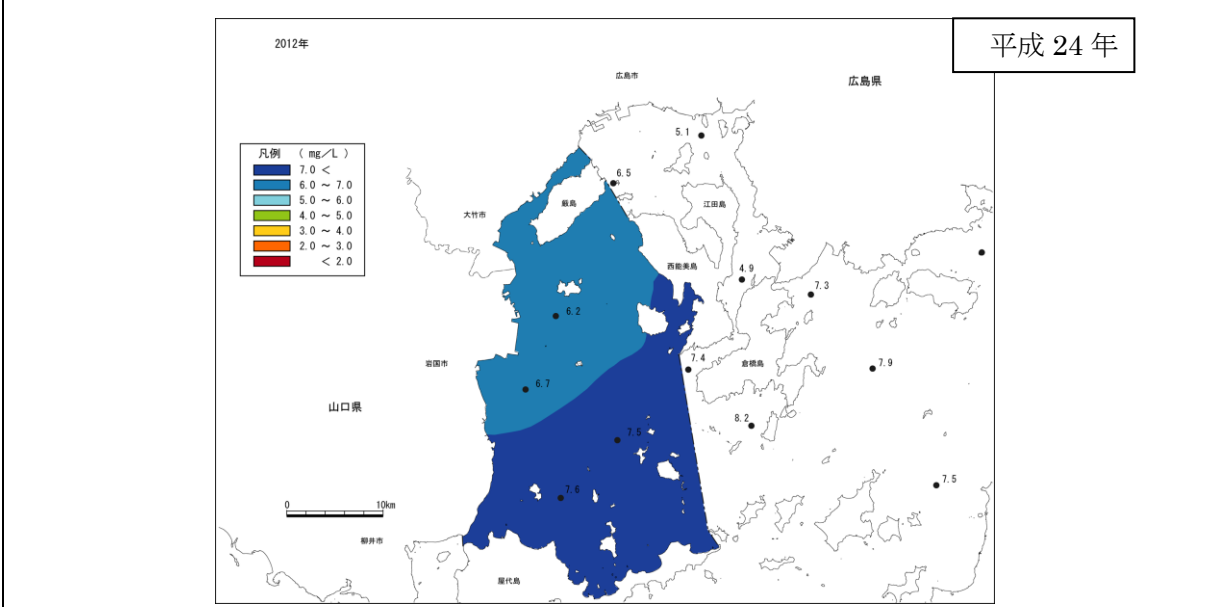 2012年
平成 24 年
広島市
広島県
5.1
凡例 ( mg/L )
7.0 <
6.0 ~ 7.0
5.0 ~ 6.0
4.0 ~ 5.0
3.0 ~ 4.0
2.0 ~ 3.0
< 2.0
6.5
厳島
江田島
大竹市
西能美島
4.9
7.3
6.2
岩国市
7.4
倉橋島
7.9
6.7
山口県
8.2
7.5
7.6
7.5
0 10km
柳井市
屋代島